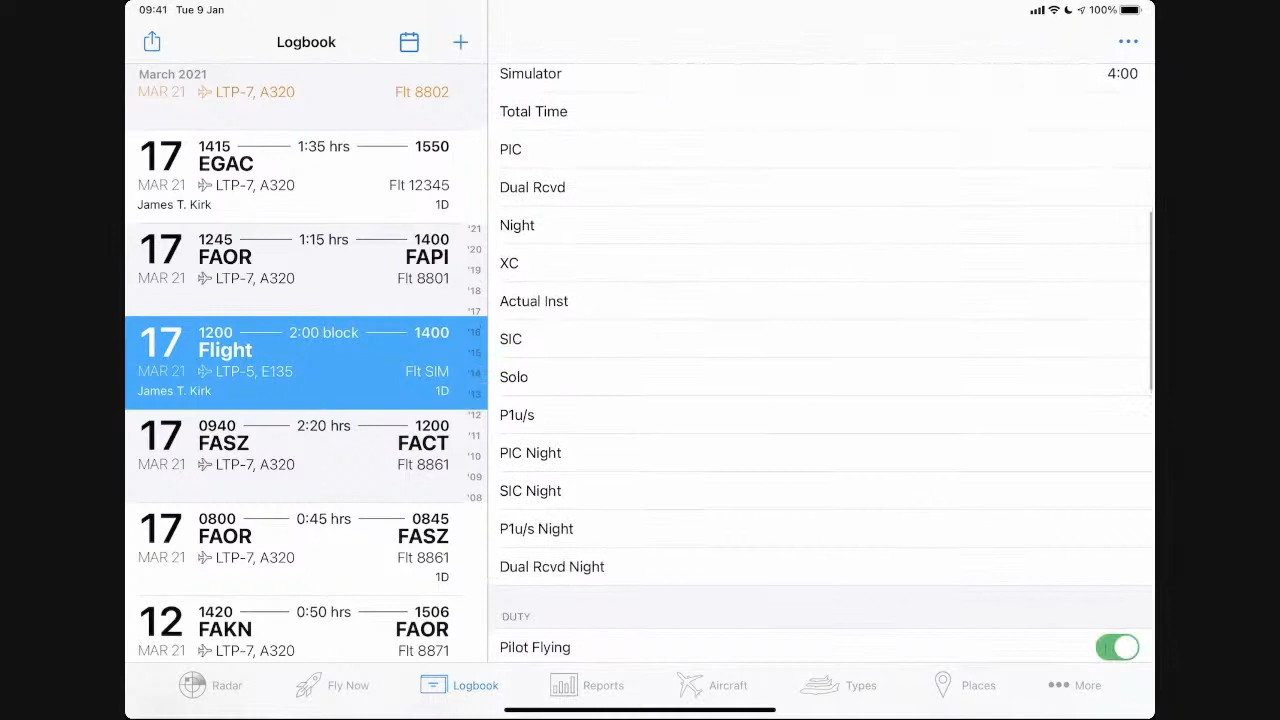 09:41 Tue 9 Jan
100%
Logbook
March 2021
MAR 21 LTP-7, A320 Flt 8802
17 1415 1:35 hrs 1550
EGAC
MAR 21 LTP-7, A320 Flt 12345
James T. Kirk 1D
17 1245 1:15 hrs 1400
FAOR FAPI
MAR 21 LTP-7, A320 Flt 8801
17 1200 2:00 block 1400
Flight
MAR 21 LTP-5, E135 Flt SIM
James T. Kirk 1D
17 0940 2:20 hrs 1200
FASZ FACT
MAR 21 LTP-7, A320 Flt 8861
17 0800 0:45 hrs 0845
FAOR FASZ
MAR 21 LTP-7, A320 Flt 8861
1D
12 1420 0:50 hrs 1506
FAKN FAOR
MAR 21 LTP-7, A320 Flt 8871
'21
'20
'19
'18
'17
'16
'15
'14
'13
'12
'11
'10
'09
'08
Simulator 4:00
Total Time
PIC
Dual Rcvd
Night
XC
Actual Inst
SIC
Solo
P1u/s
PIC Night
SIC Night
P1u/s Night
Dual Rcvd Night
DUTY
Pilot Flying
Radar Fly Now Logbook Reports Aircraft Types Places More